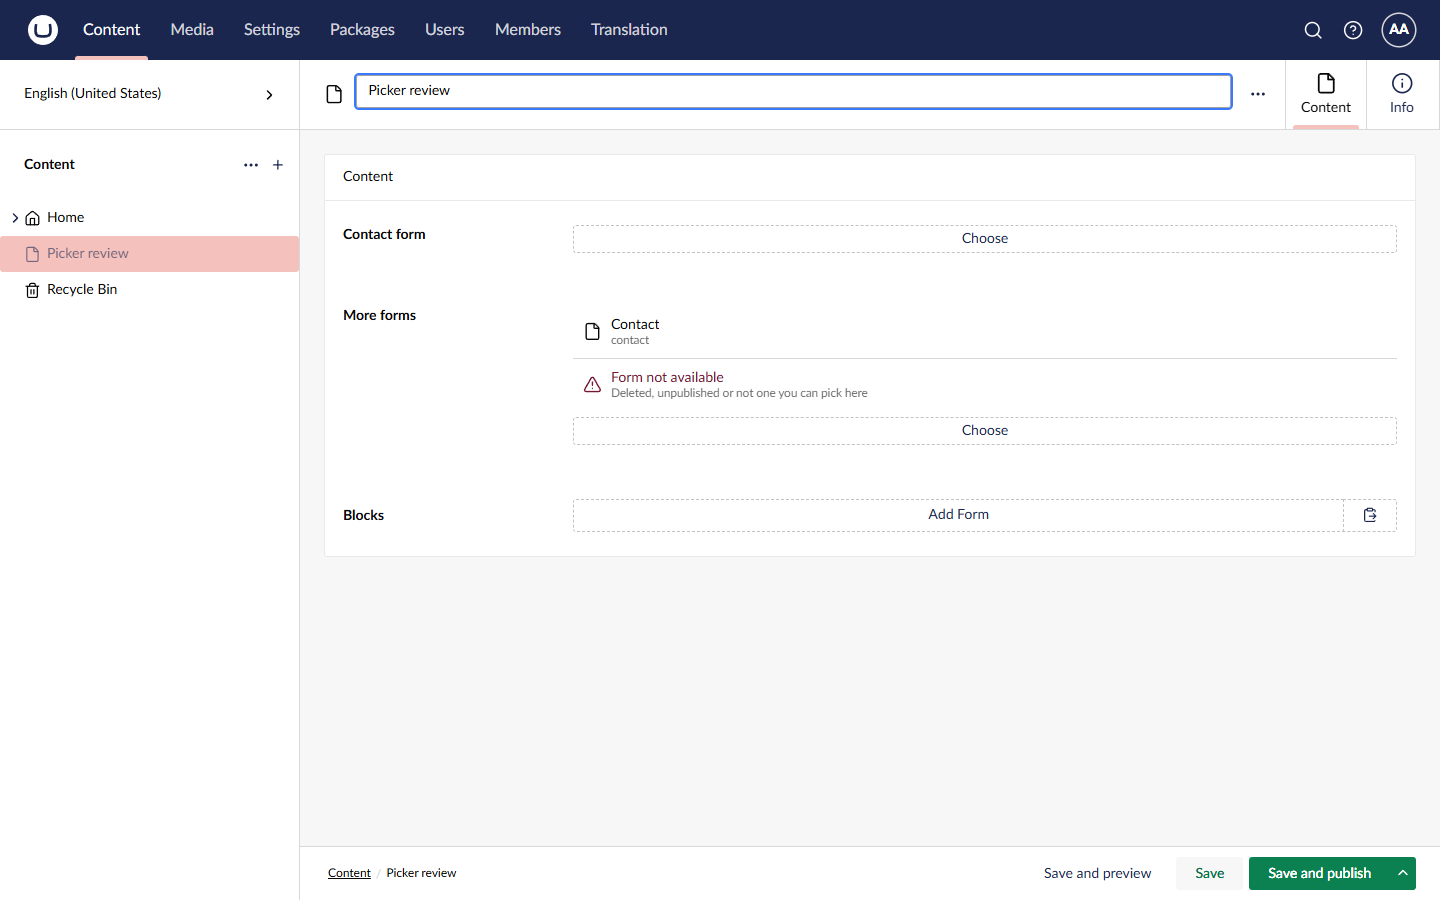 Content Media Settings Packages Users Members Translation AA
English (United States)
Picker review
Content Info
Content
Home
Picker review
Recycle Bin
Content
Contact form
Choose
More forms
Contact
contact
Form not available
Deleted, unpublished or not one you can pick here
Choose
Blocks
Add Form
Content / Picker review
Save and preview Save Save and publish